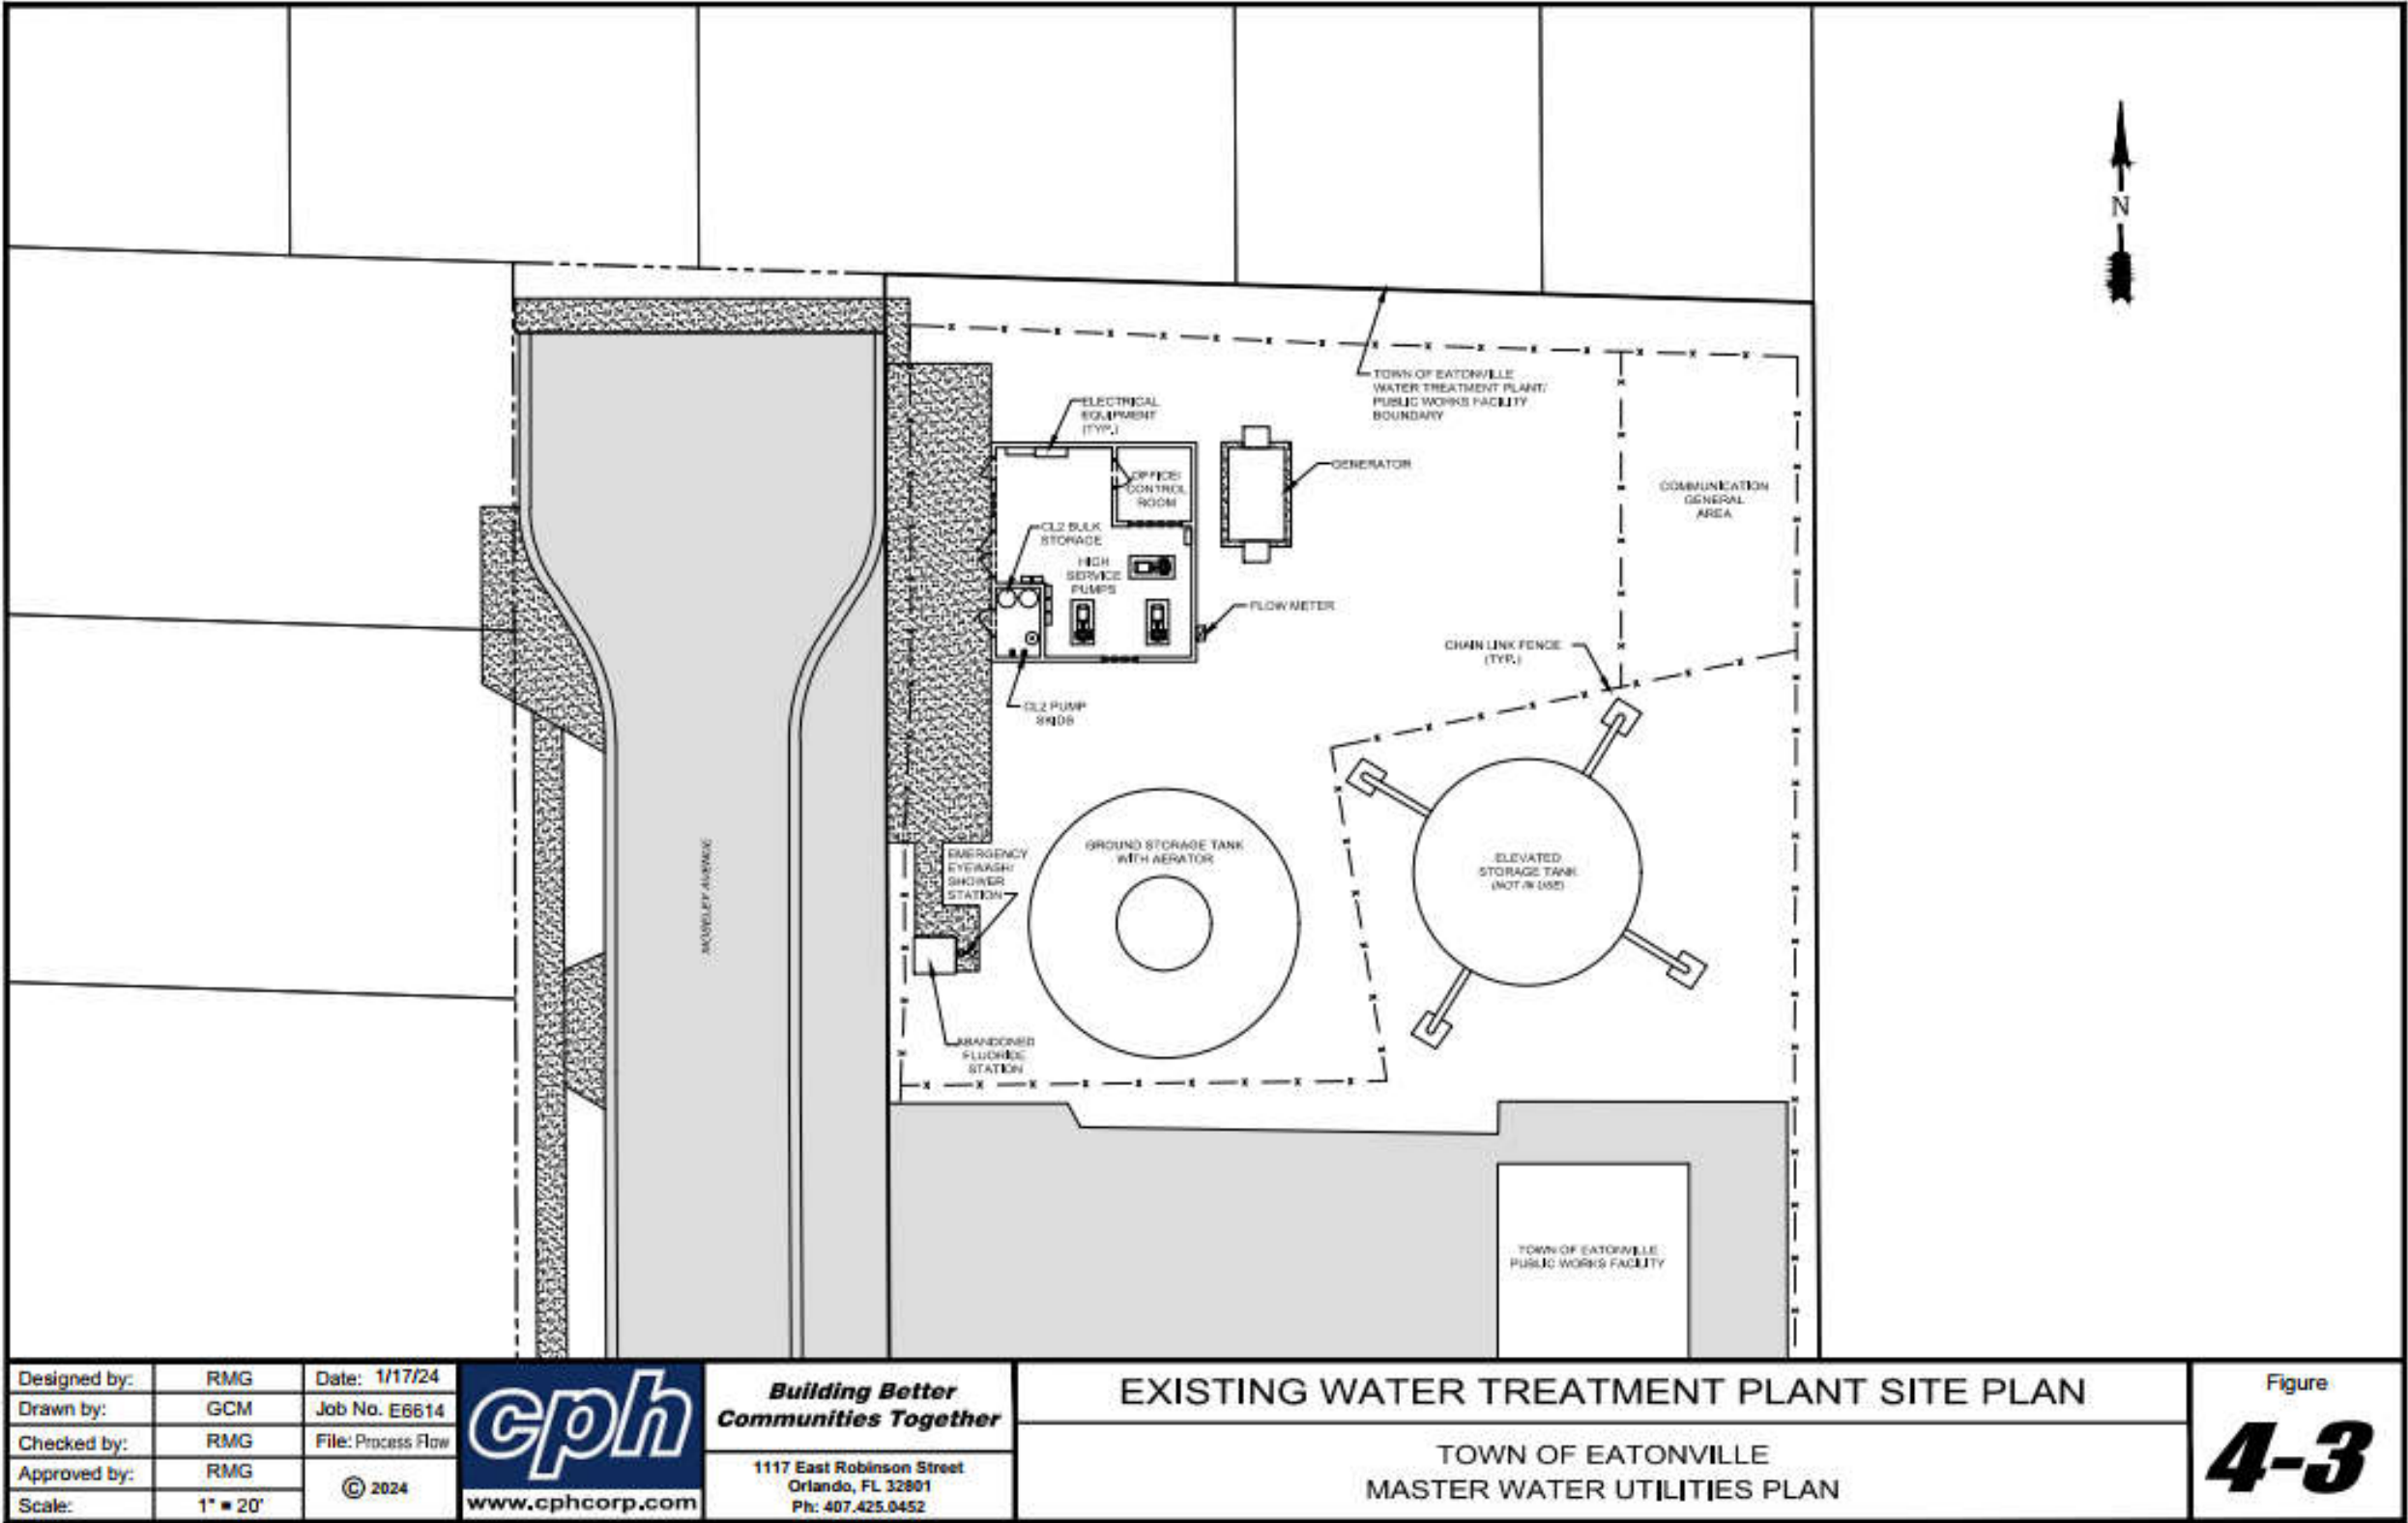 N
TOWN OF EATONVILLE
WATER TREATMENT PLANT/
PUBLIC WORKS FACILITY
BOUNDARY
ELECTRICAL
EQUIPMENT
(TYP.)
OFFICE/
CONTROL
ROOM
GENERATOR
COMMUNICATION
GENERAL
AREA
CL2 BULK
STORAGE
HIGH
SERVICE
PUMPS
FLOW METER
CHAIN LINK FENCE
(TYP.)
CL2 PUMP
SKIDS
MOSELEY AVENUE
EMERGENCY
EYEWASH/
SHOWER
STATION
GROUND STORAGE TANK
WITH AERATOR
ELEVATED
STORAGE TANK
(NOT IN USE)
ABANDONED
FLUORIDE
STATION
TOWN OF EATONVILLE
PUBLIC WORKS FACILITY
Designed by: RMG
Drawn by: GCM
Checked by: RMG
Approved by: RMG
Scale: 1" = 20'
Date: 1/17/24
Job No. E6614
File: Process Flow
© 2024
cph
www.cphcorp.com
Building Better
Communities Together
1117 East Robinson Street
Orlando, FL 32801
Ph: 407.425.0452
EXISTING WATER TREATMENT PLANT SITE PLAN
TOWN OF EATONVILLE
MASTER WATER UTILITIES PLAN
Figure
4-3